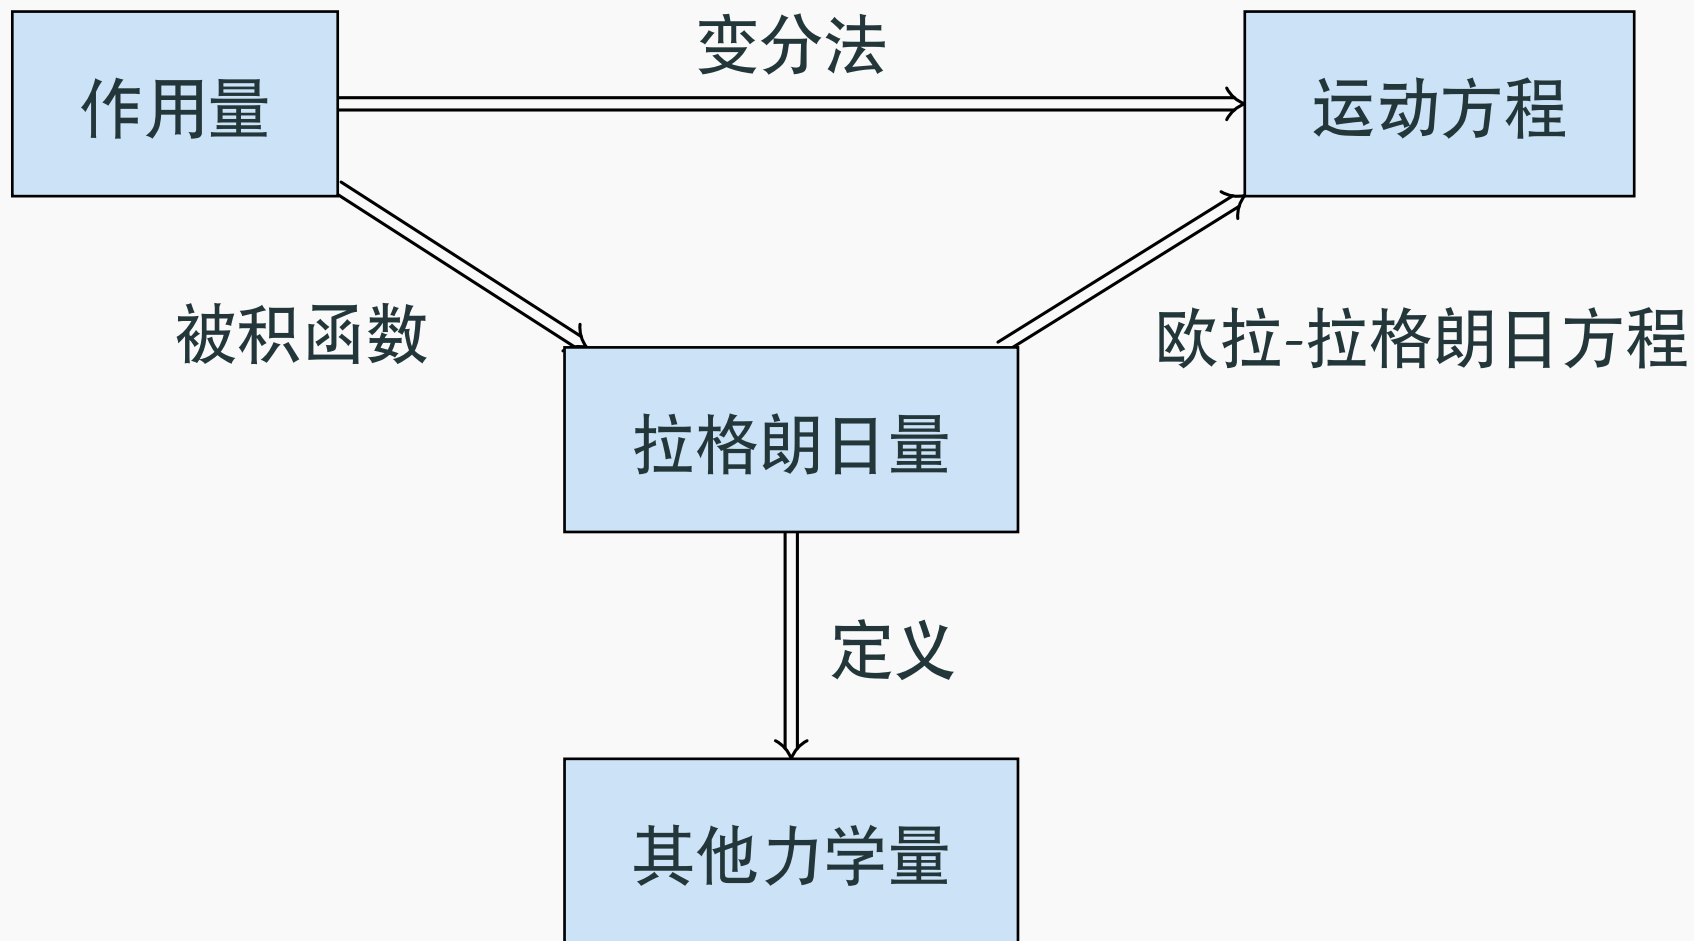 变分法
作用量
运动方程
被积函数
欧拉-拉格朗日方程
拉格朗日量
定义
其他力学量